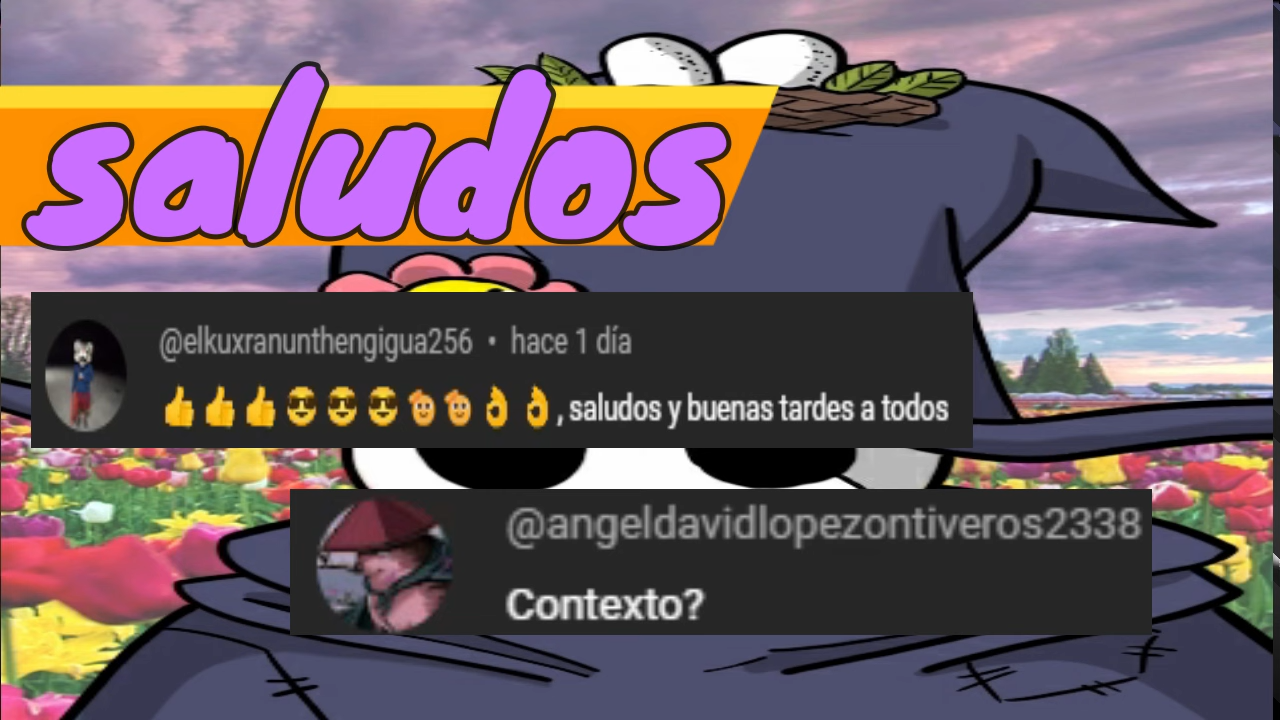 saludos
@elkuxranunthengigua256 • hace 1 día
👍👍👍😎😎😎🙂🙂👌👌, saludos y buenas tardes a todos
@angeldavidlopezontiveros2338
Contexto?